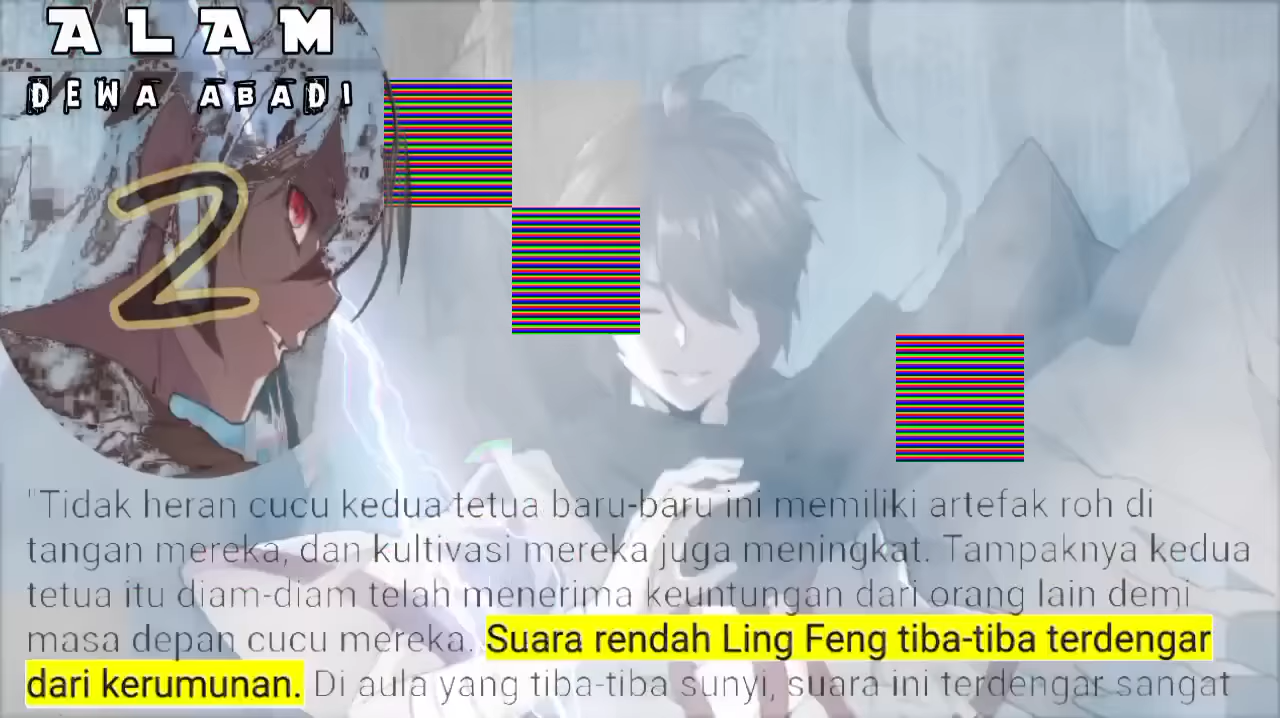 ALAM
DEWA ABADI
2
"Tidak heran cucu kedua tetua baru-baru ini memiliki artefak roh di
tangan mereka, dan kultivasi mereka juga meningkat. Tampaknya kedua
tetua itu diam-diam telah menerima keuntungan dari orang lain demi
masa depan cucu mereka. Suara rendah Ling Feng tiba-tiba terdengar
dari kerumunan. Di aula yang tiba-tiba sunyi, suara ini terdengar sangat